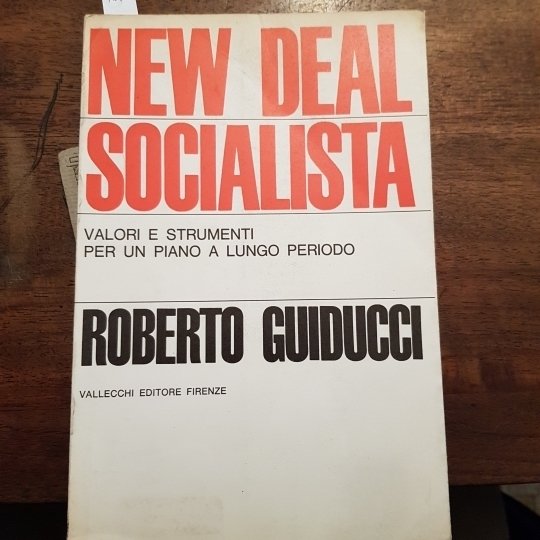 NEW DEAL
SOCIALISTA
VALORI E STRUMENTI
PER UN PIANO A LUNGO PERIODO
ROBERTO GUIDUCCI
VALLECCHI EDITORE FIRENZE